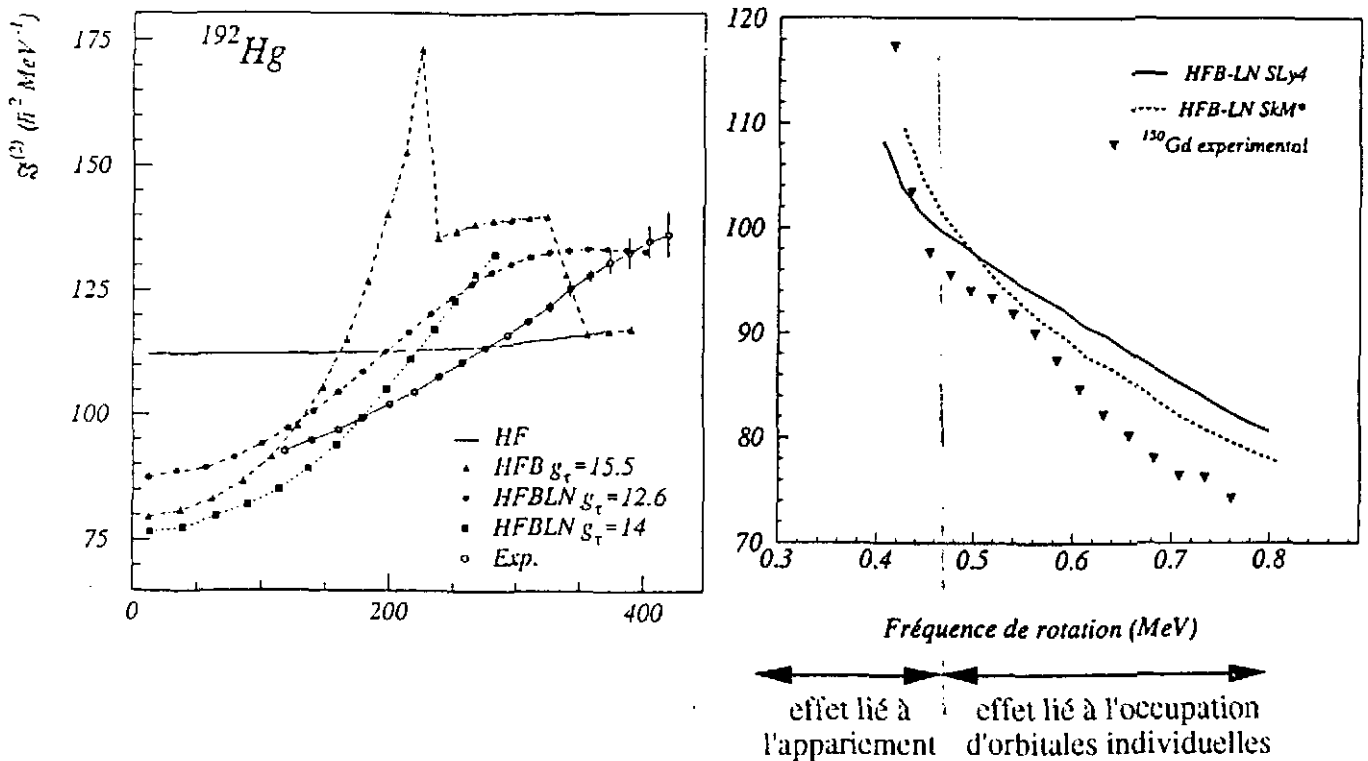 ¹⁹²Hg
ℑ⁽²⁾ (ħ² MeV⁻¹)
175
150
125
100
75
0
200
400
HF
HFB g_τ=15.5
HFBLN g_τ=12.6
HFBLN g_τ=14
Exp.
120
110
100
90
80
70
0.3
0.4
0.5
0.6
0.7
0.8
HFB-LN SLy4
HFB-LN SkM*
¹⁵⁰Gd experimental
Fréquence de rotation (MeV)
effet lié à
l'appariement
effet lié à l'occupation
d'orbitales individuelles